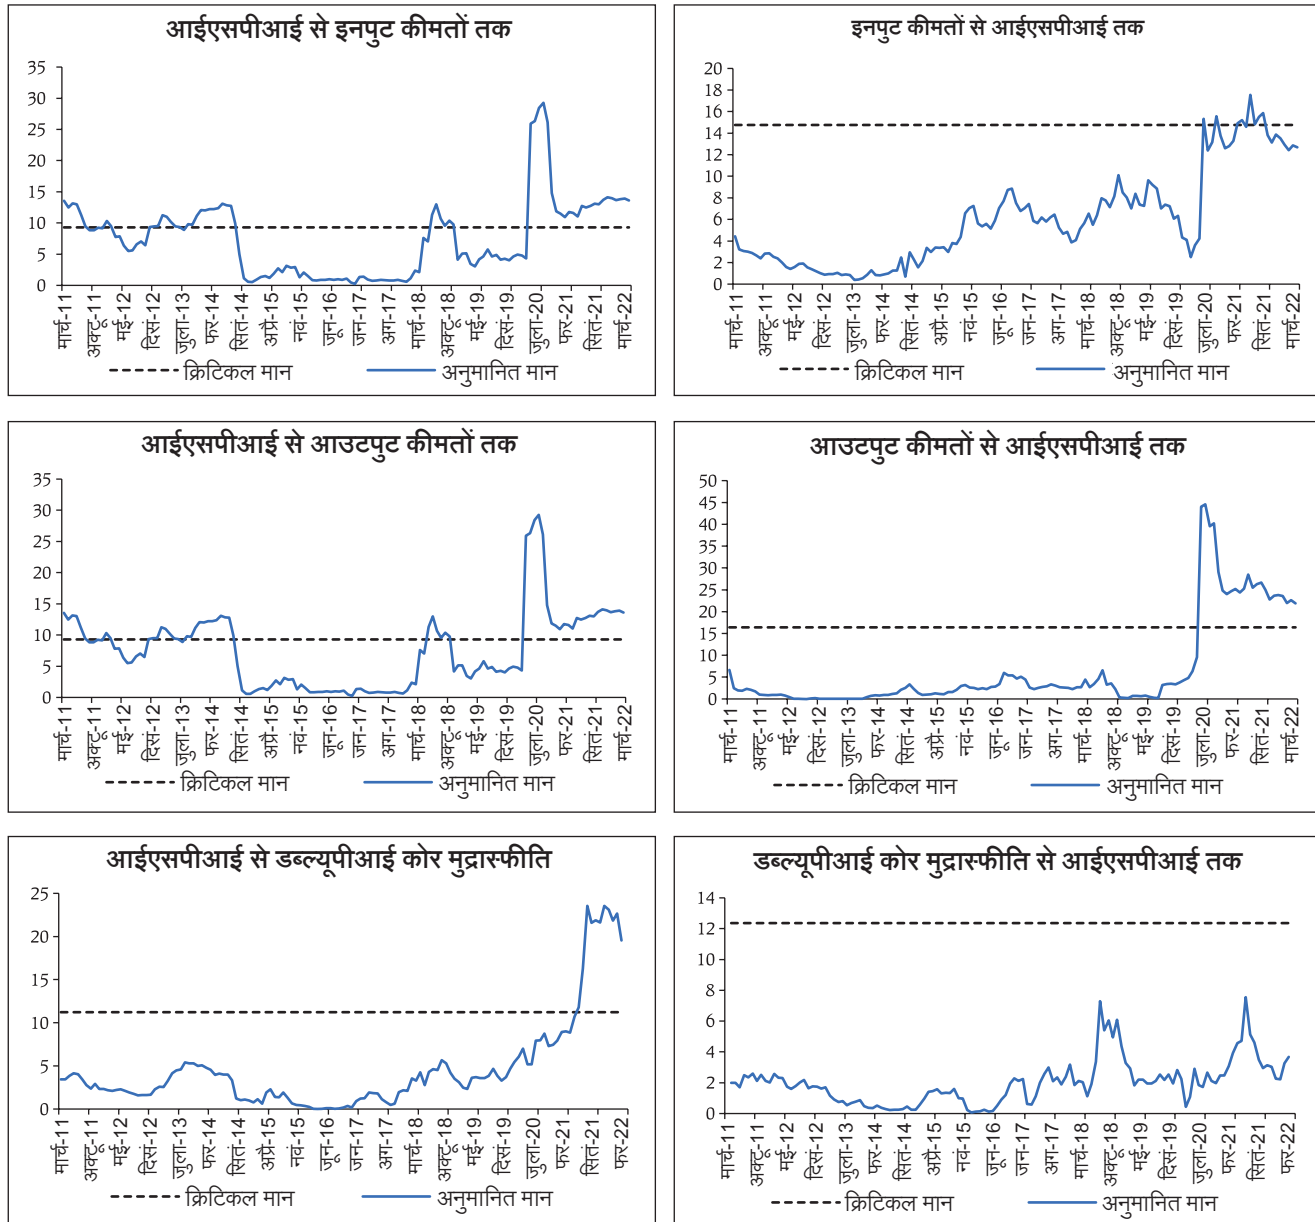 आईएसपीआई से इनपुट कीमतों तक
35
30
25
20
15
10
5
0
मार्च-11
अक्टू-11
मई-12
दिसं-12
जुला-13
फर-14
सितं-14
अप्रै-15
नवं-15
जून-16
जन-17
अग-17
मार्च-18
अक्टू-18
मई-19
दिसं-19
जुला-20
फर-21
सितं-21
मार्च-22
क्रिटिकल मान
अनुमानित मान
इनपुट कीमतों से आईएसपीआई तक
20
18
16
14
12
10
8
6
4
2
0
मार्च-11
अक्टू-11
मई-12
दिसं-12
जुला-13
फर-14
सितं-14
अप्रै-15
नवं-15
जून-16
जन-17
अग-17
मार्च-18
अक्टू-18
मई-19
दिसं-19
जुला-20
फर-21
सितं-21
मार्च-22
क्रिटिकल मान
अनुमानित मान
आईएसपीआई से आउटपुट कीमतों तक
35
30
25
20
15
10
5
0
मार्च-11
अक्टू-11
मई-12
दिसं-12
जुला-13
फर-14
सितं-14
अप्रै-15
नवं-15
जून-16
जन-17
अग-17
मार्च-18
अक्टू-18
मई-19
दिसं-19
जुला-20
फर-21
सितं-21
मार्च-22
क्रिटिकल मान
अनुमानित मान
आउटपुट कीमतों से आईएसपीआई तक
50
45
40
35
30
25
20
15
10
5
0
मार्च-11
अक्टू-11
मई-12
दिसं-12
जुला-13
फर-14
सितं-14
अप्रै-15
नवं-15
जून-16
जन-17
अग-17
मार्च-18
अक्टू-18
मई-19
दिसं-19
जुला-20
फर-21
सितं-21
मार्च-22
क्रिटिकल मान
अनुमानित मान
आईएसपीआई से डब्ल्यूपीआई कोर मुद्रास्फीति
25
20
15
10
5
0
मार्च-11
अक्टू-11
मई-12
दिसं-12
जुला-13
फर-14
सितं-14
अप्रै-15
नवं-15
जून-16
जन-17
अग-17
मार्च-18
अक्टू-18
मई-19
दिसं-19
जुला-20
फर-21
सितं-21
फर-22
क्रिटिकल मान
अनुमानित मान
डब्ल्यूपीआई कोर मुद्रास्फीति से आईएसपीआई तक
14
12
10
8
6
4
2
0
मार्च-11
अक्टू-11
मई-12
दिसं-12
जुला-13
फर-14
सितं-14
अप्रै-15
नवं-15
जून-16
जन-17
अग-17
मार्च-18
अक्टू-18
मई-19
दिसं-19
जुला-20
फर-21
सितं-21
फर-22
क्रिटिकल मान
अनुमानित मान